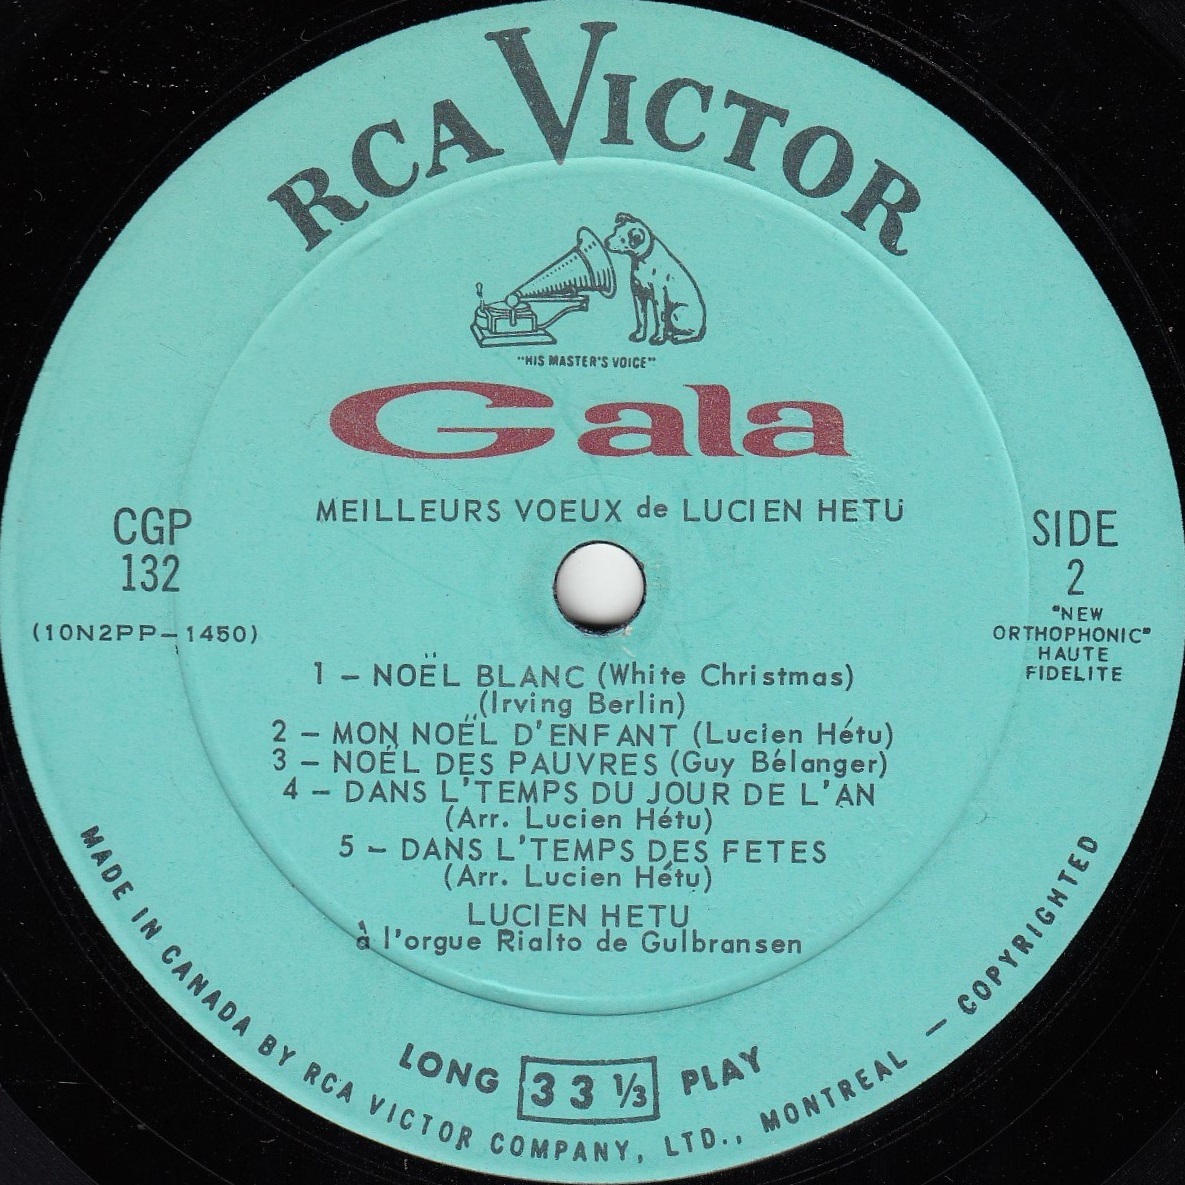 RCA VICTOR
"HIS MASTER'S VOICE"
Gala
MEILLEURS VOEUX de LUCIEN HETU
CGP
132
(10N2PP-1450)
SIDE
2
"NEW
ORTHOPHONIC"
HAUTE
FIDELITE
1 - NOËL BLANC (White Christmas)
(Irving Berlin)
2 - MON NOËL D'ENFANT (Lucien Hétu)
3 - NOËL DES PAUVRES (Guy Bélanger)
4 - DANS L'TEMPS DU JOUR DE L'AN
(Arr. Lucien Hétu)
5 - DANS L'TEMPS DES FETES
(Arr. Lucien Hétu)
LUCIEN HETU
à l'orgue Rialto de Gulbransen
LONG 33 1/3 PLAY
MADE IN CANADA BY RCA VICTOR COMPANY, LTD., MONTREAL — COPYRIGHTED